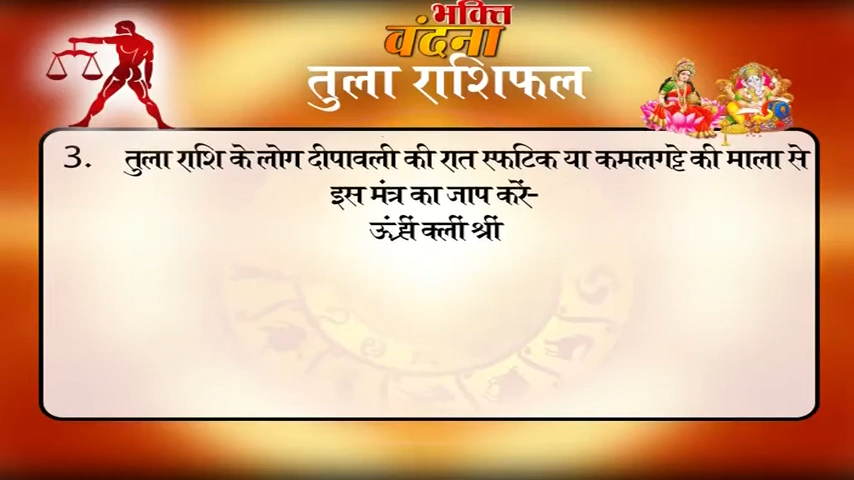 भक्ति
वंदना
तुला राशिफल
3. तुला राशि के लोग दीपावली की रात स्फटिक या कमलगट्टे की माला से
इस मंत्र का जाप करें-
ऊं ह्रीं क्लीं श्रीं